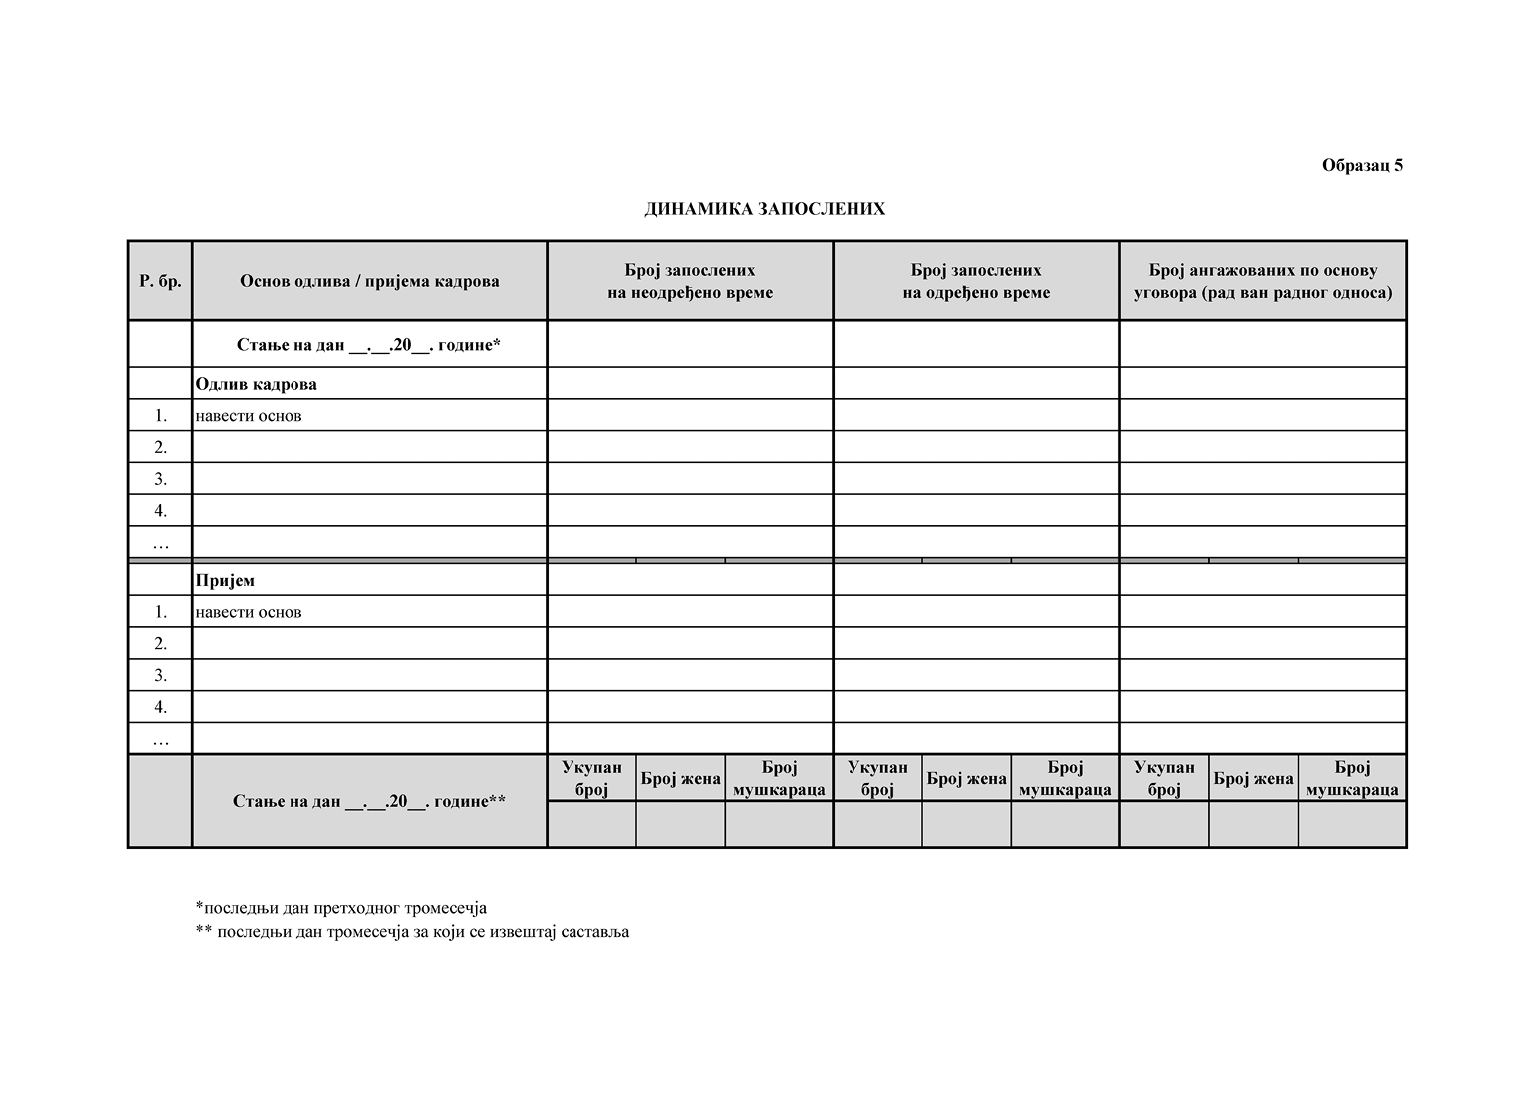 Образац 5
ДИНАМИКА ЗАПОСЛЕНИХ
Р. бр.
Основ одлива / пријема кадрова
Број запослених
на неодређено време
Број запослених
на одређено време
Број ангажованих по основу
уговора (рад ван радног односа)
Стање на дан __.__.20__. године*
Одлив кадрова
1.
навести основ
2.
3.
4.
…
Пријем
1.
навести основ
2.
3.
4.
…
Стање на дан __.__.20__. године**
Укупан
број
Број жена
Број
мушкараца
Укупан
број
Број жена
Број
мушкараца
Укупан
број
Број жена
Број
мушкараца
*последњи дан претходног тромесечја
** последњи дан тромесечја за који се извештај саставља